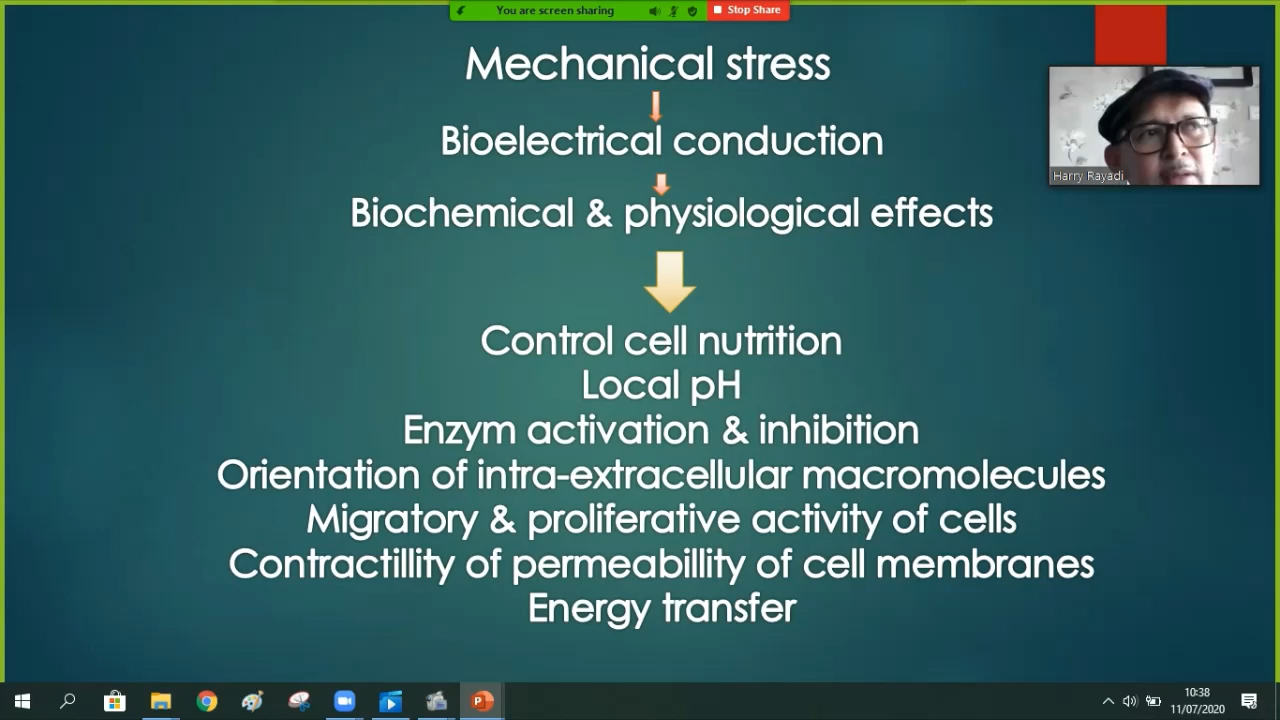 You are screen sharing
Stop Share
Mechanical stress
Harry Rayadi
Bioelectrical conduction
Biochemical & physiological effects
Control cell nutrition
Local pH
Enzym activation & inhibition
Orientation of intra-extracellular macromolecules
Migratory & proliferative activity of cells
Contractillity of permeabillity of cell membranes
Energy transfer
10:38
11/07/2020